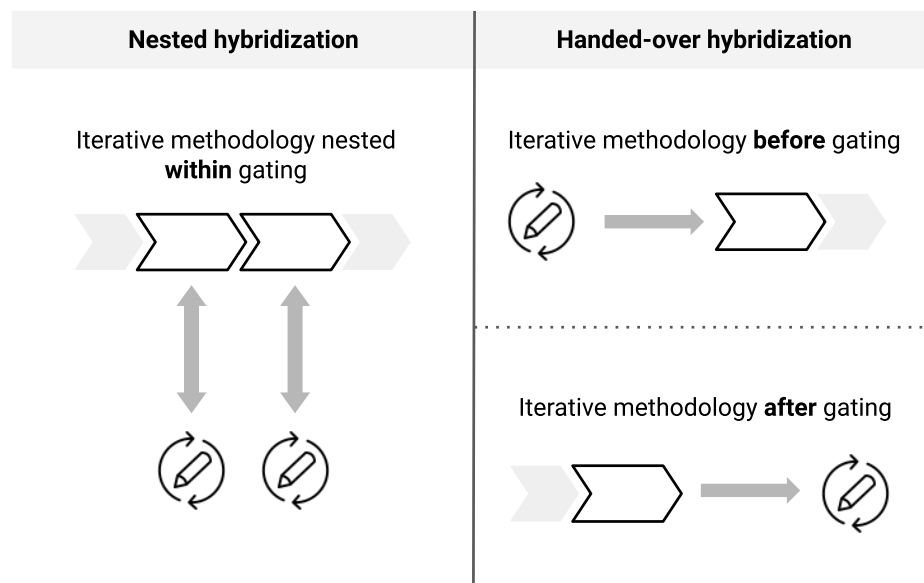 Nested hybridization
Iterative methodology nested
within gating
Handed-over hybridization
Iterative methodology before gating
Iterative methodology after gating